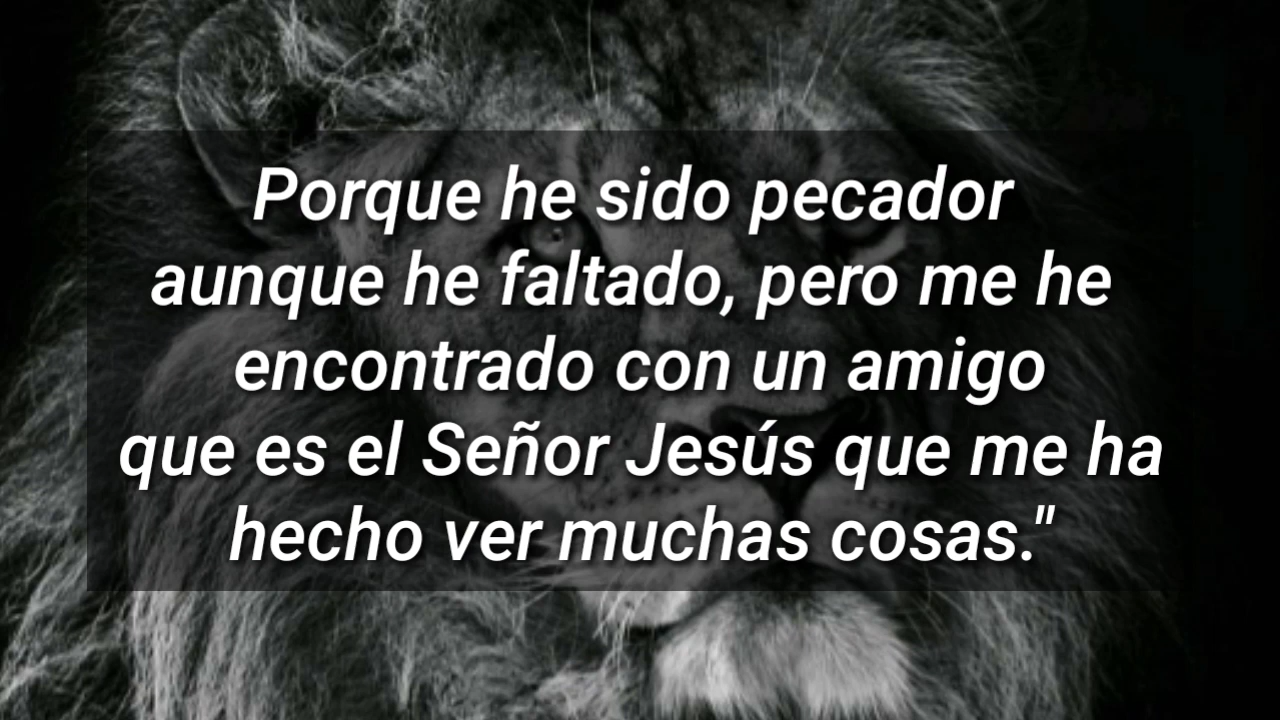 Porque he sido pecador
aunque he faltado, pero me he
encontrado con un amigo
que es el Señor Jesús que me ha
hecho ver muchas cosas."